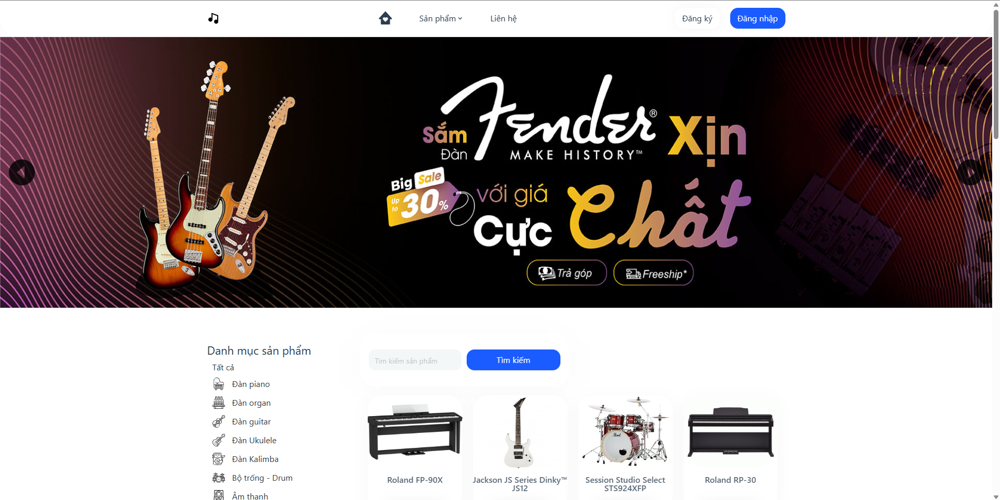 Sản phẩm
Liên hệ
Đăng ký
Đăng nhập
Sắm
Đàn
Fender®
MAKE HISTORY™
Xịn
Big Sale
Up to 30%
với giá
Cực
Chất
Trả góp
Freeship*
Danh mục sản phẩm
Tất cả
Đàn piano
Đàn organ
Đàn guitar
Đàn Ukulele
Đàn Kalimba
Bộ trống - Drum
Âm thanh
Tìm kiếm sản phẩm
Tìm kiếm
Roland FP-90X
Jackson JS Series Dinky™
JS12
Session Studio Select
STS924XFP
Roland RP-30